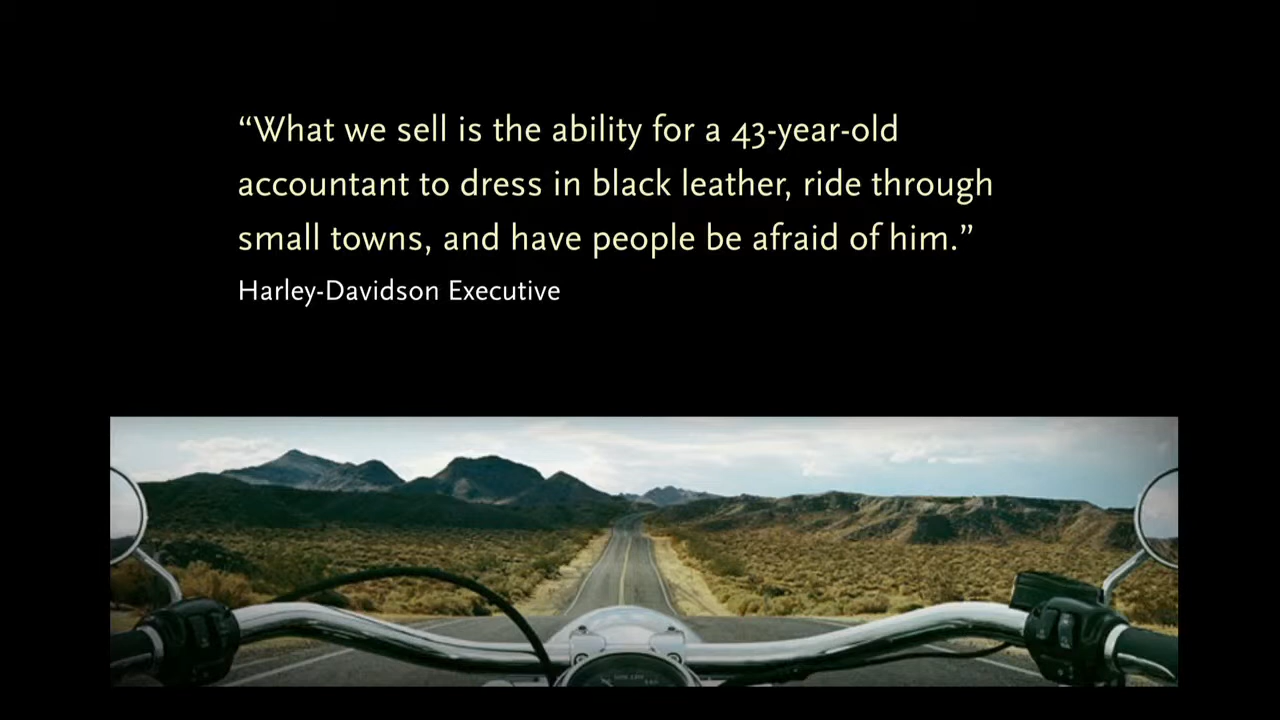 “What we sell is the ability for a 43-year-old
accountant to dress in black leather, ride through
small towns, and have people be afraid of him.”
Harley-Davidson Executive